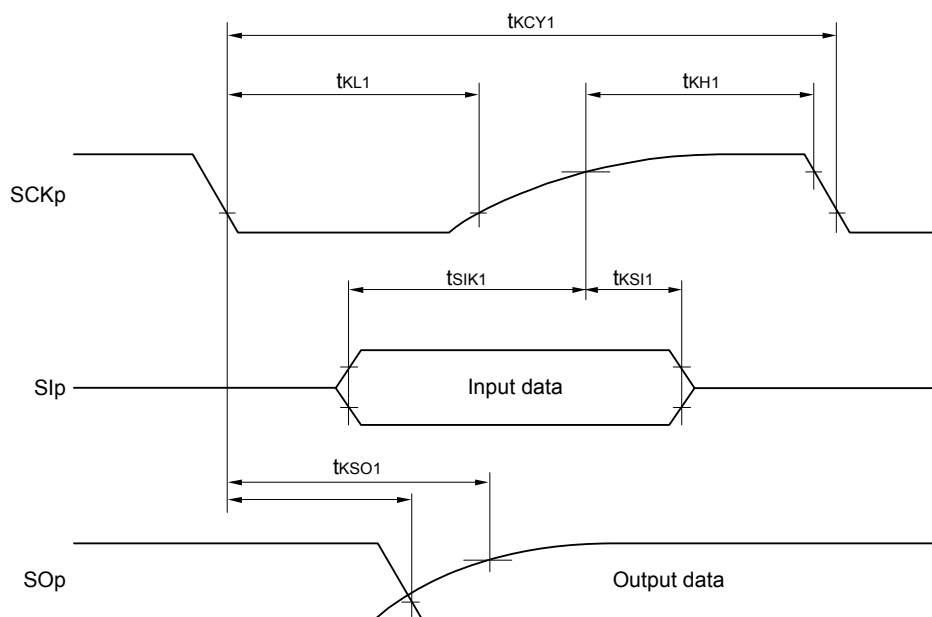 tKCY1
tKL1
tKH1
SCKp
tSIK1
tKSI1
SIp
Input data
tKSO1
SOp
Output data